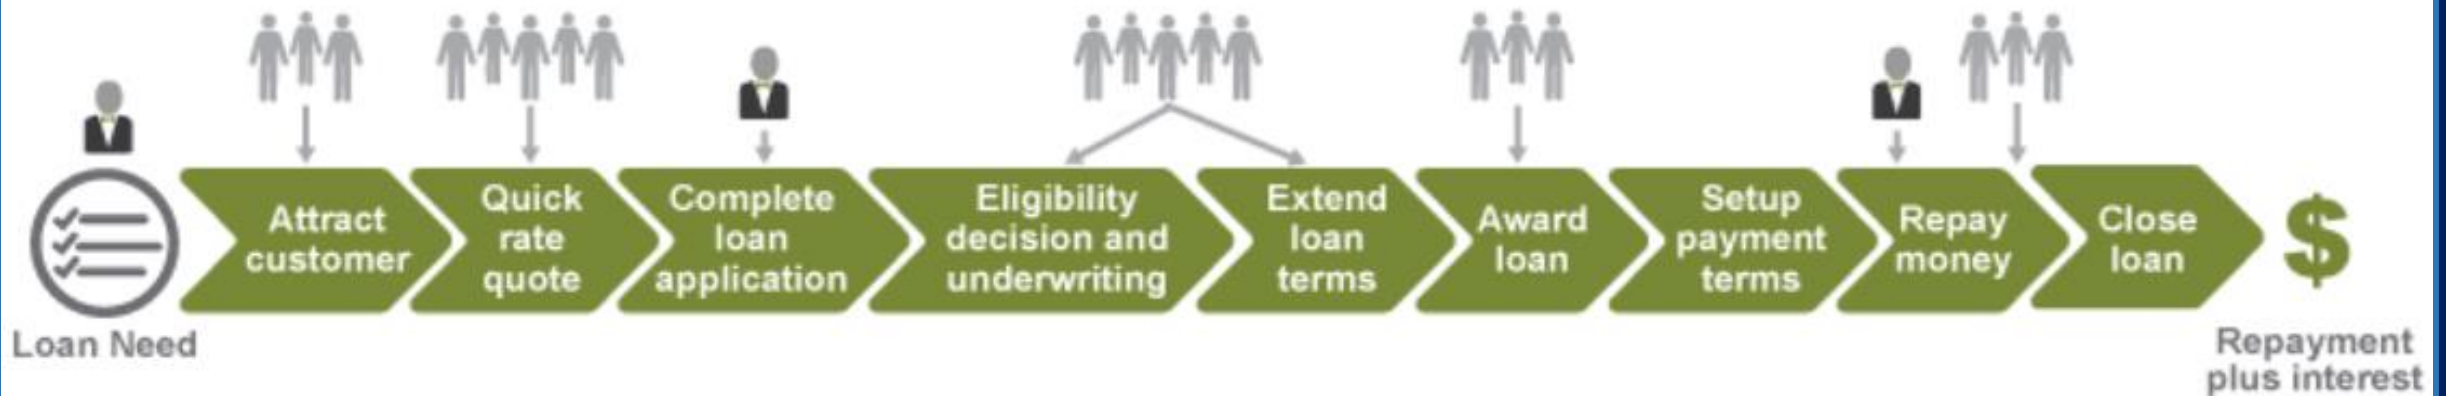 Loan Need
Attract
customer
Quick
rate
quote
Complete
loan
application
Eligibility
decision and
underwriting
Extend
loan
terms
Award
loan
Setup
payment
terms
Repay
money
Close
loan
$
Repayment
plus interest